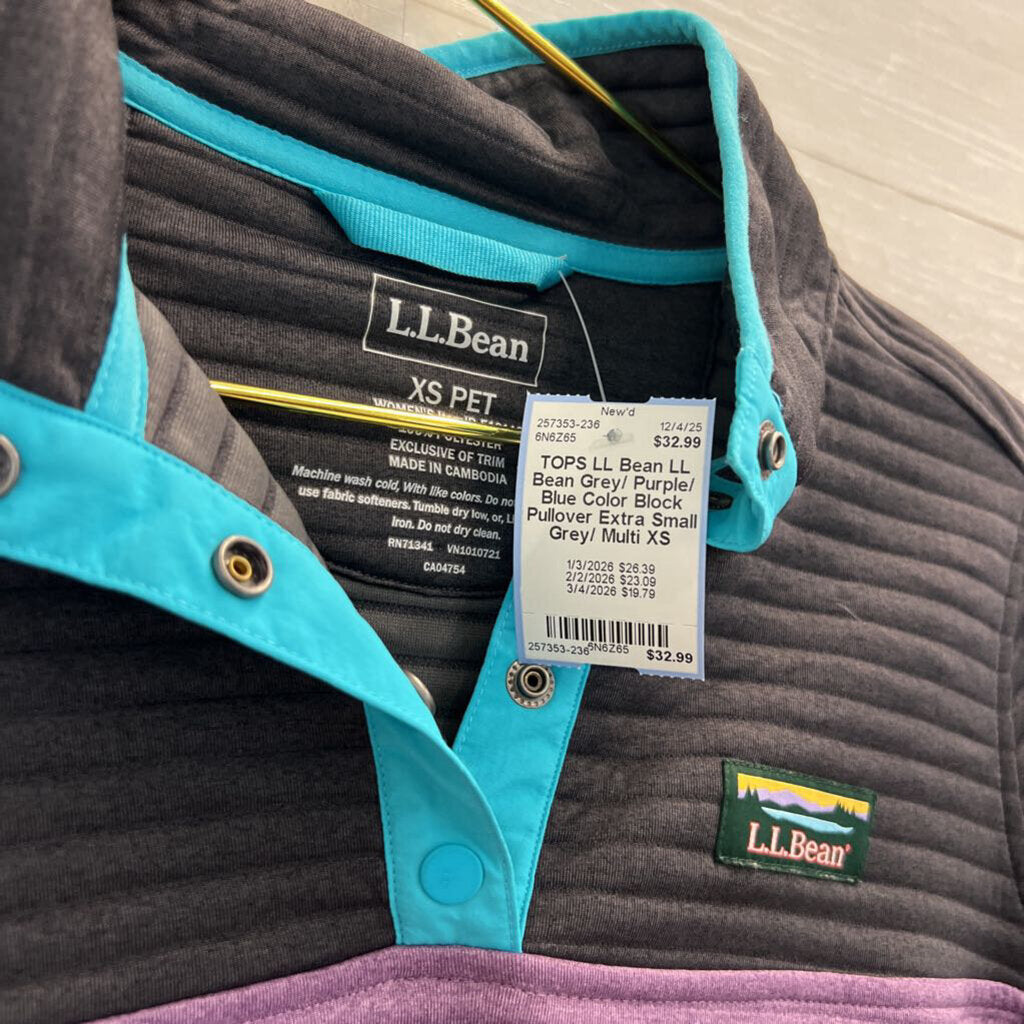 L.L.Bean
XS PET
WOMEN'S
100% POLYESTER
EXCLUSIVE OF TRIM
MADE IN CAMBODIA
Machine wash cold, With like colors. Do
use fabric softeners. Tumble dry low, or,
Iron. Do not dry clean.
RN71341 VN1010721
CA04754
New'd
257353-236 12/4/25
6N6Z65 $32.99
TOPS LL Bean LL
Bean Grey/ Purple/
Blue Color Block
Pullover Extra Small
Grey/ Multi XS
1/3/2026 $26.39
2/2/2026 $23.09
3/4/2026 $19.79
257353-236 6N6Z65 $32.99
L.L.Bean